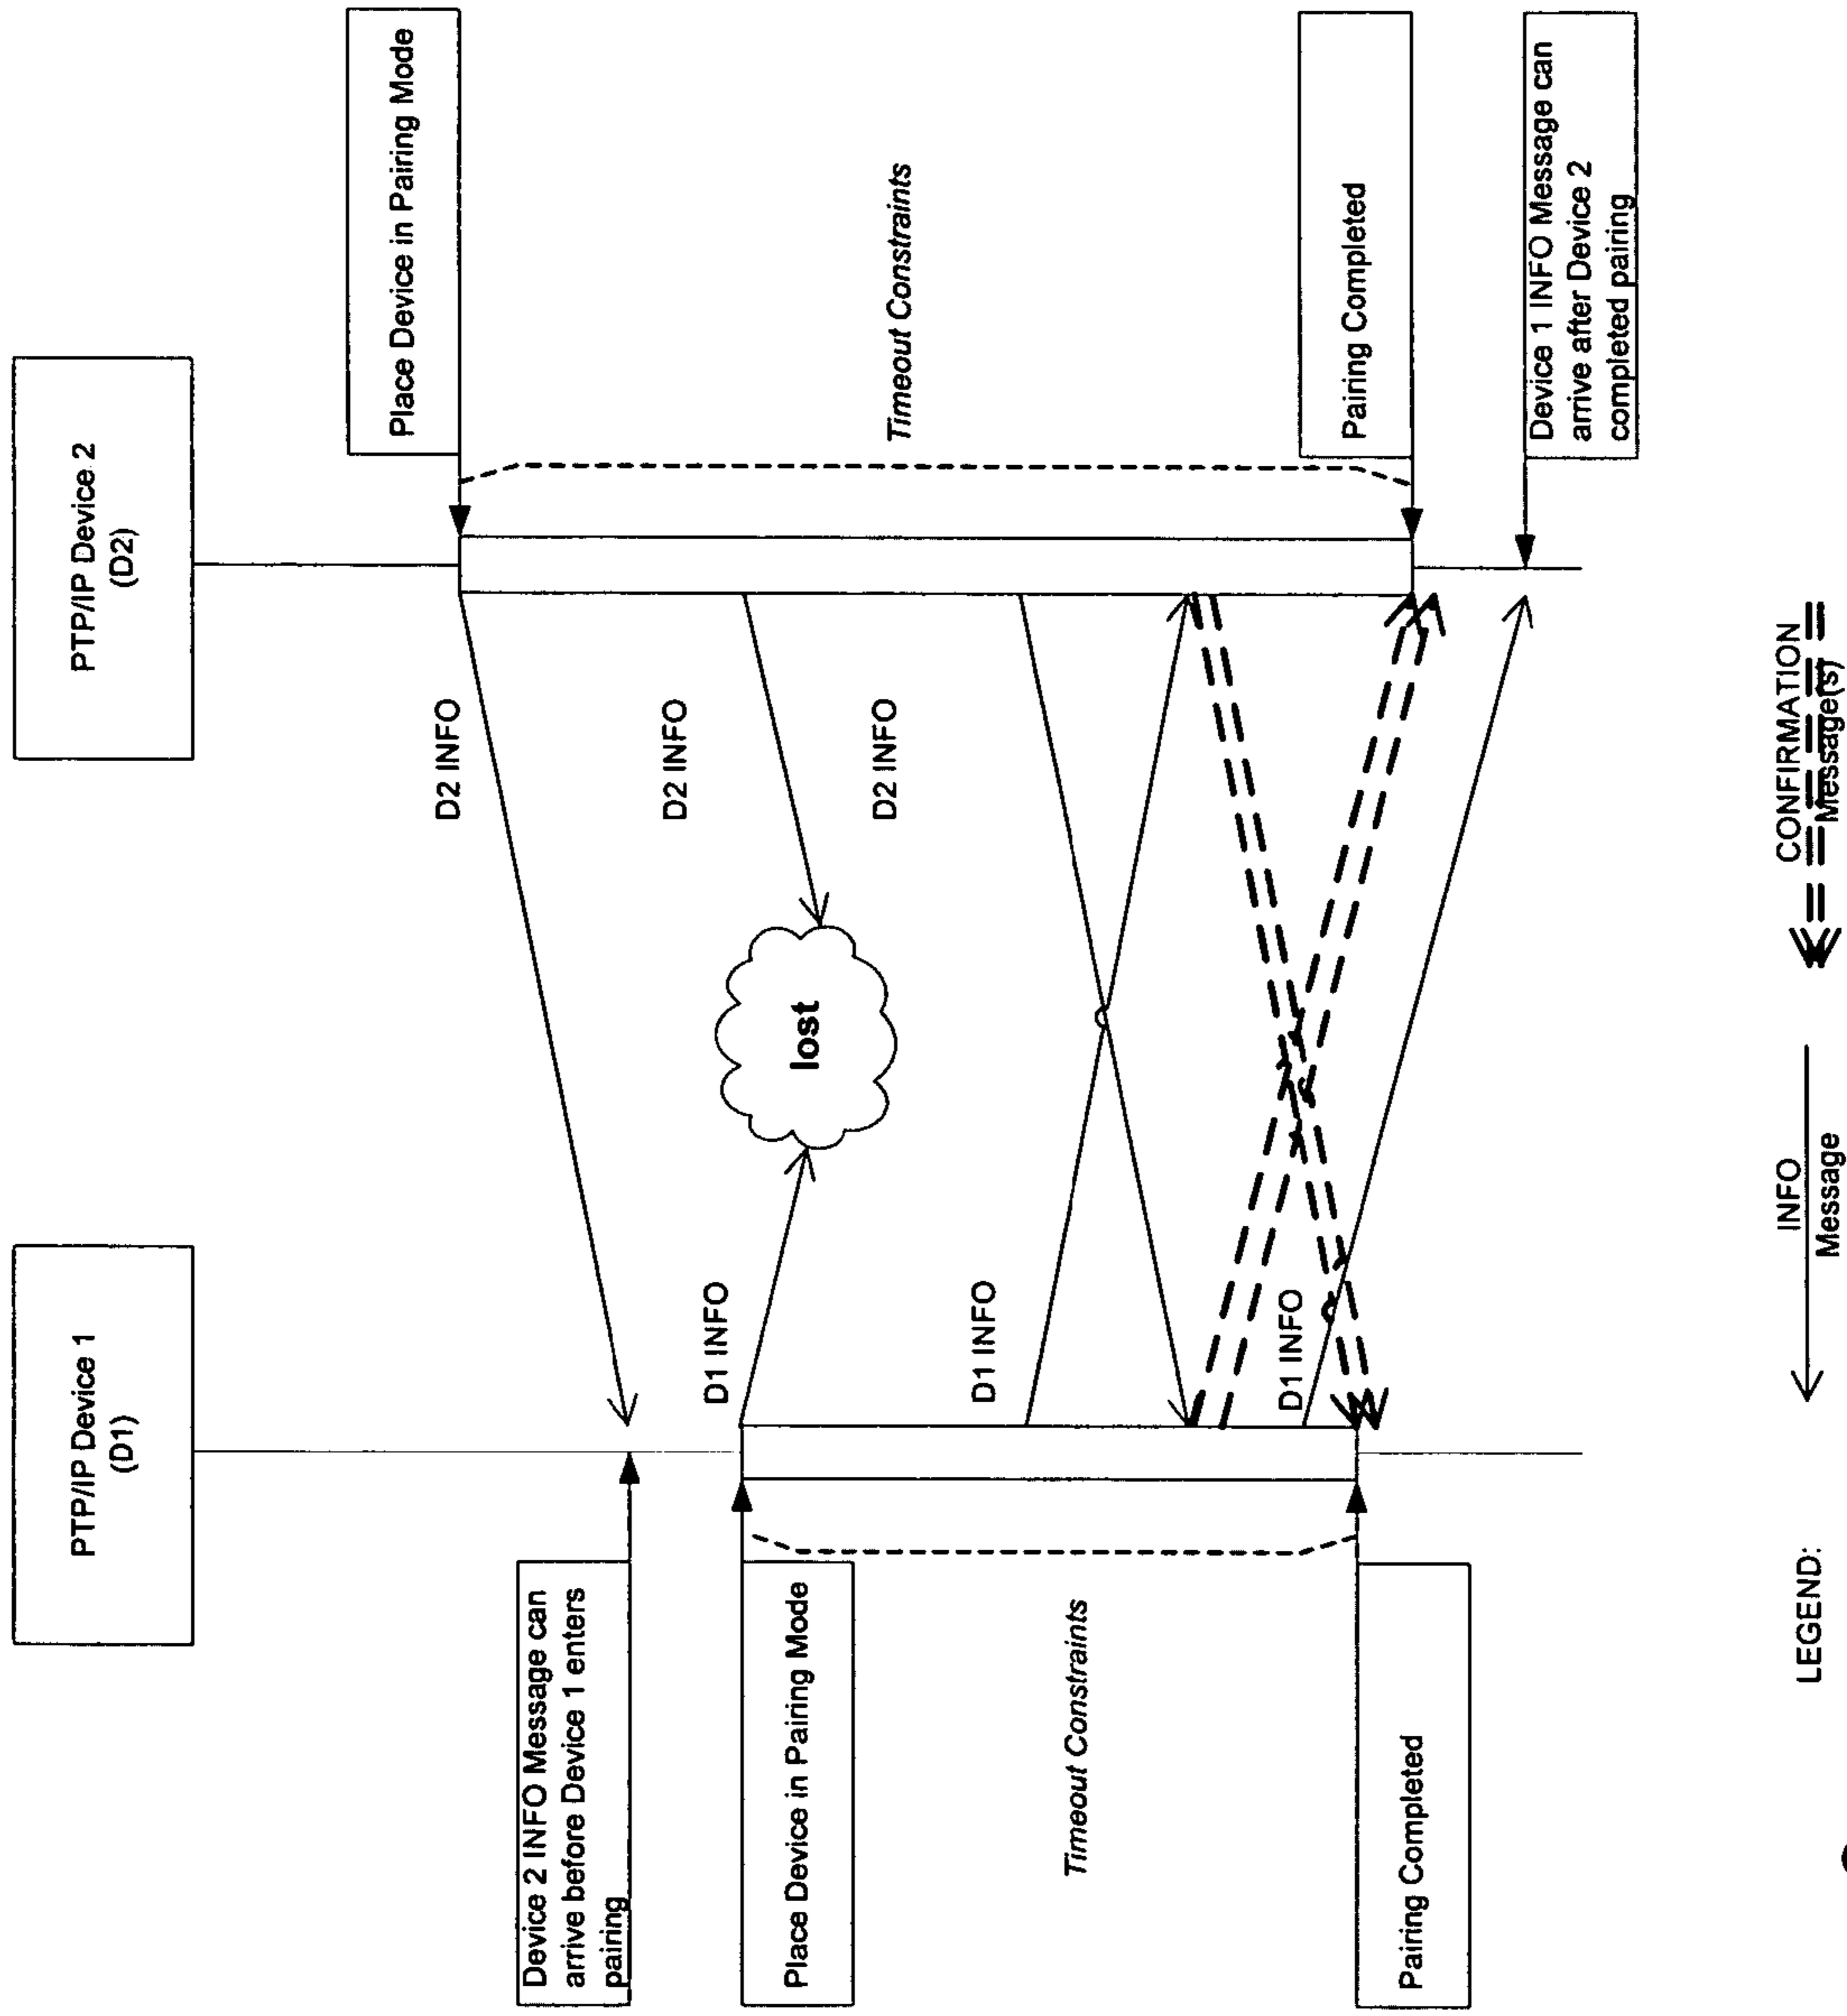 PTP/IP Device 1
(D1)
PTP/IP Device 2
(D2)
Place Device in Pairing Mode
D2 INFO
Device 2 INFO Message can
arrive before Device 1 enters
pairing
D1 INFO
D2 INFO
Place Device in Pairing Mode
lost
Timeout Constraints
D2 INFO
D1 INFO
Timeout Constraints
D1 INFO
Pairing Completed
Pairing Completed
Device 1 INFO Message can
arrive after Device 2
completed pairing
LEGEND:
INFO
Message
CONFIRMATION
Message(s)